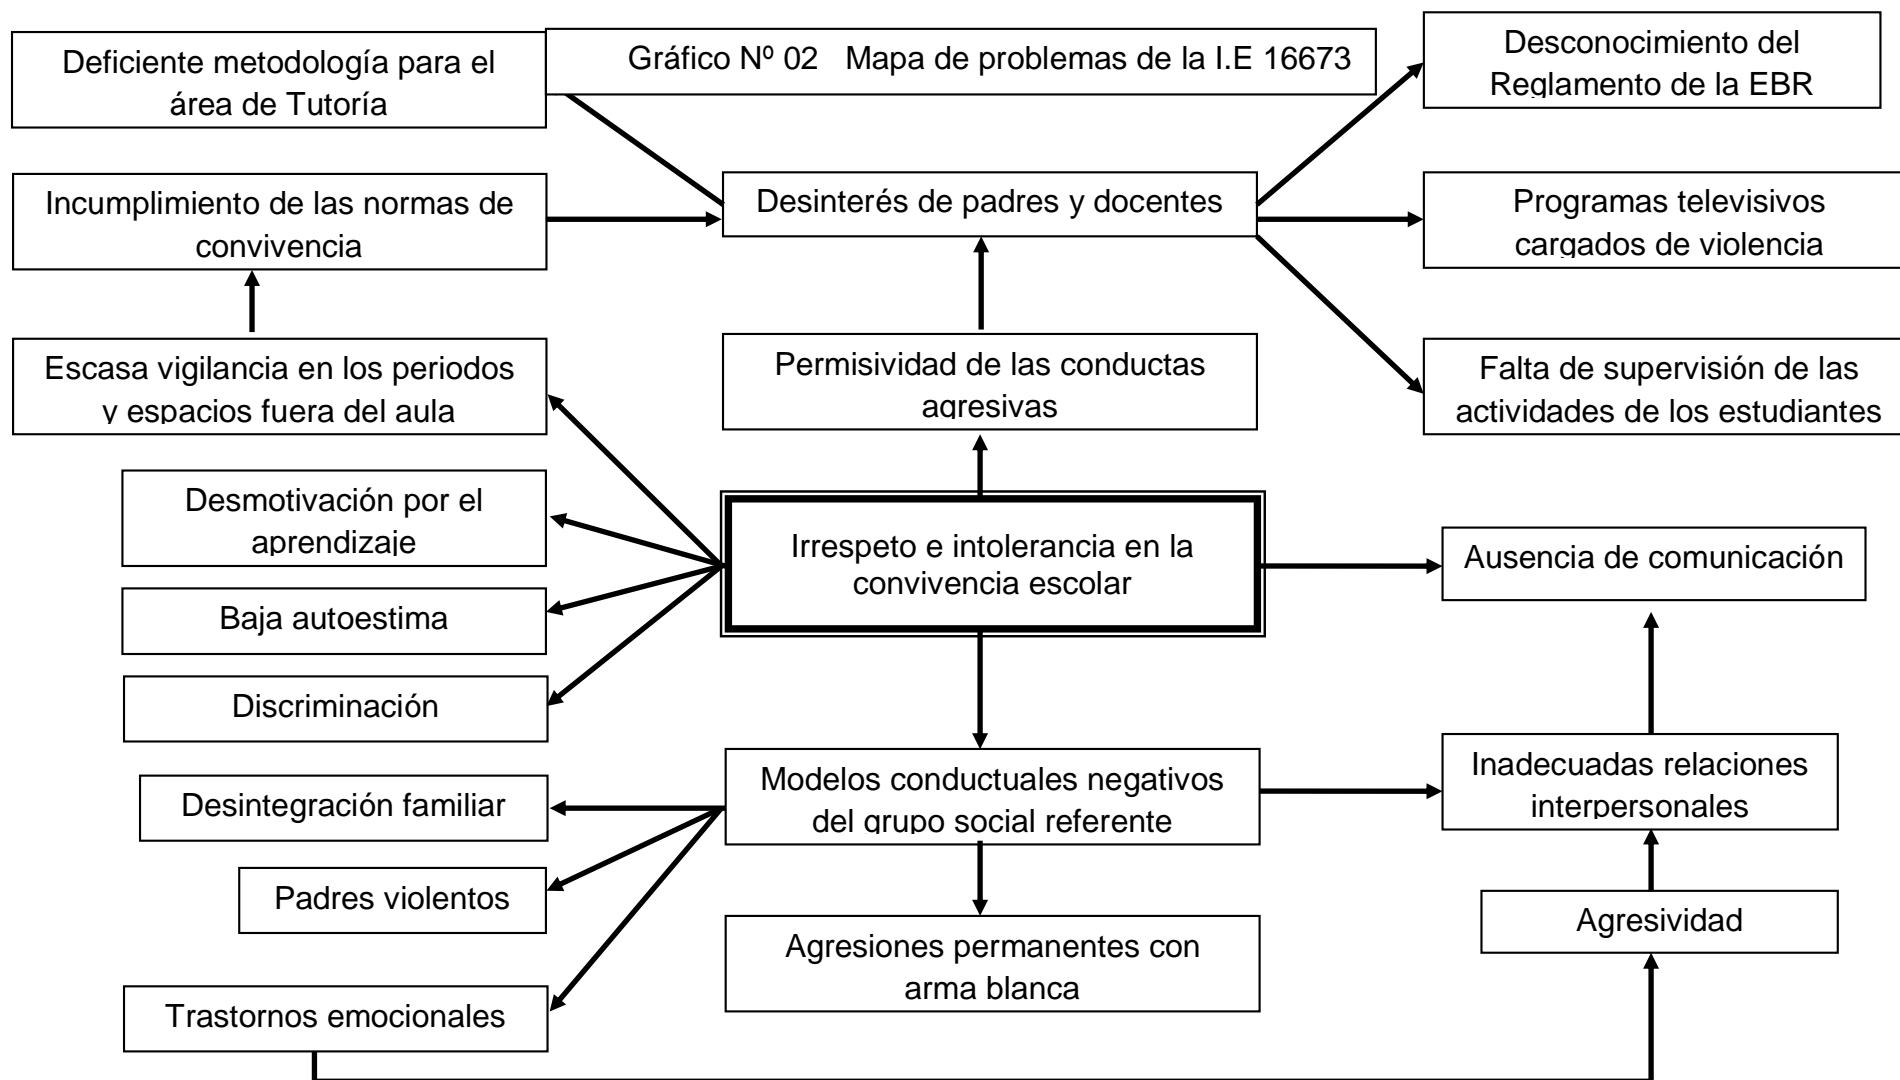 Deficiente metodología para el
área de Tutoría
Gráfico Nº 02   Mapa de problemas de la I.E 16673
Desconocimiento del
Reglamento de la EBR
Incumplimiento de las normas de
convivencia
Desinterés de padres y docentes
Programas televisivos
cargados de violencia
Escasa vigilancia en los periodos
y espacios fuera del aula
Permisividad de las conductas
agresivas
Falta de supervisión de las
actividades de los estudiantes
Desmotivación por el
aprendizaje
Irrespeto e intolerancia en la
convivencia escolar
Ausencia de comunicación
Baja autoestima
Discriminación
Modelos conductuales negativos
del grupo social referente
Inadecuadas relaciones
interpersonales
Desintegración familiar
Padres violentos
Agresiones permanentes con
arma blanca
Agresividad
Trastornos emocionales